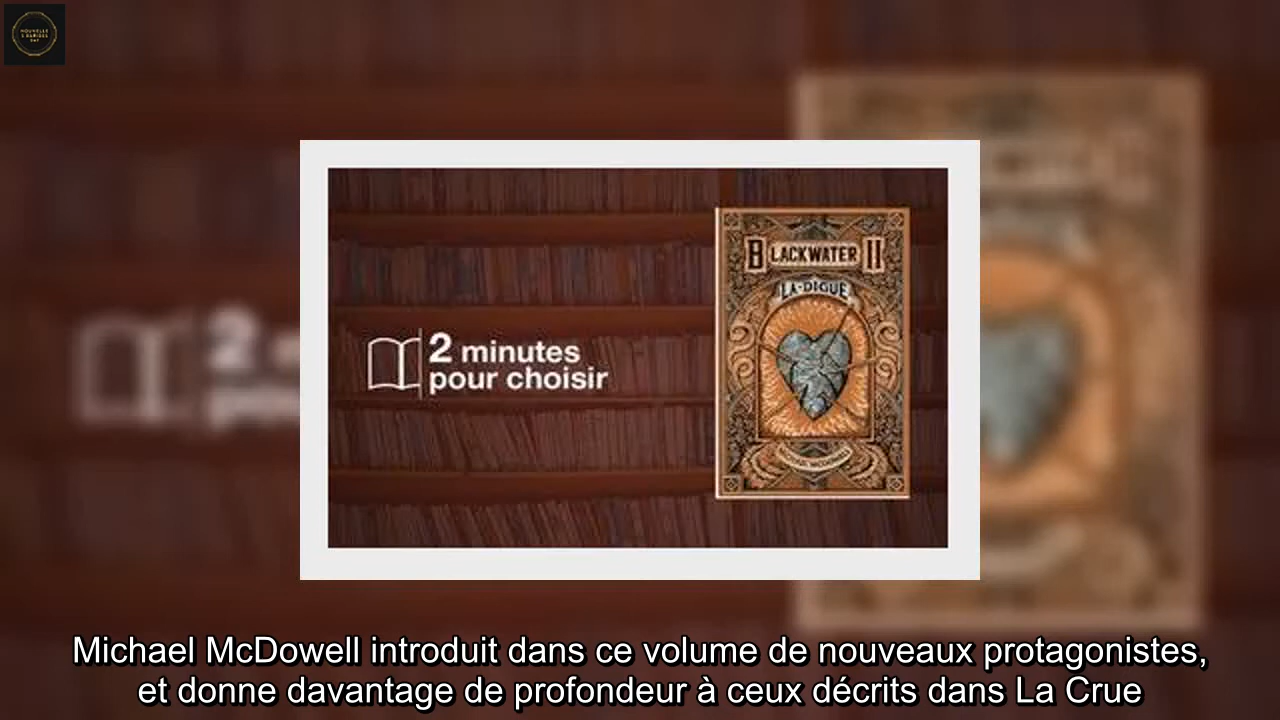 NOUVELLE
BLACKWATER II
LA-DIGUE
2 minutes
pour choisir
Michael McDowell introduit dans ce volume de nouveaux protagonistes,
et donne davantage de profondeur à ceux décrits dans La Crue